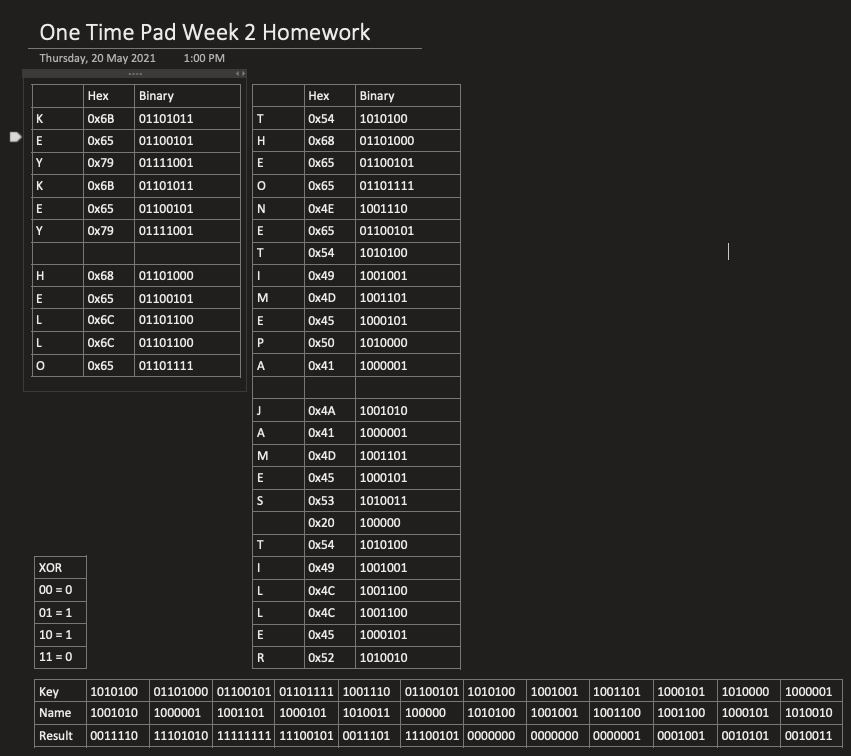 One Time Pad Week 2 Homework
Thursday, 20 May 2021 1:00 PM
Hex Binary
K 0x6B 01101011
E 0x65 01100101
Y 0x79 01111001
K 0x6B 01101011
E 0x65 01100101
Y 0x79 01111001
H 0x68 01101000
E 0x65 01100101
L 0x6C 01101100
L 0x6C 01101100
O 0x65 01101111
Hex Binary
T 0x54 1010100
H 0x68 01101000
E 0x65 01100101
O 0x65 01101111
N 0x4E 1001110
E 0x65 01100101
T 0x54 1010100
I 0x49 1001001
M 0x4D 1001101
E 0x45 1000101
P 0x50 1010000
A 0x41 1000001
J 0x4A 1001010
A 0x41 1000001
M 0x4D 1001101
E 0x45 1000101
S 0x53 1010011
0x20 100000
T 0x54 1010100
I 0x49 1001001
L 0x4C 1001100
L 0x4C 1001100
E 0x45 1000101
R 0x52 1010010
XOR
00 = 0
01 = 1
10 = 1
11 = 0
Key 1010100 01101000 01100101 01101111 1001110 01100101 1010100 1001001 1001101 1000101 1010000 1000001
Name 1001010 1000001 1001101 1000101 1010011 100000 1010100 1001001 1001100 1001100 1000101 1010010
Result 0011110 11101010 11111111 11100101 0011101 11100101 0000000 0000000 0000001 0001001 0010101 0010011